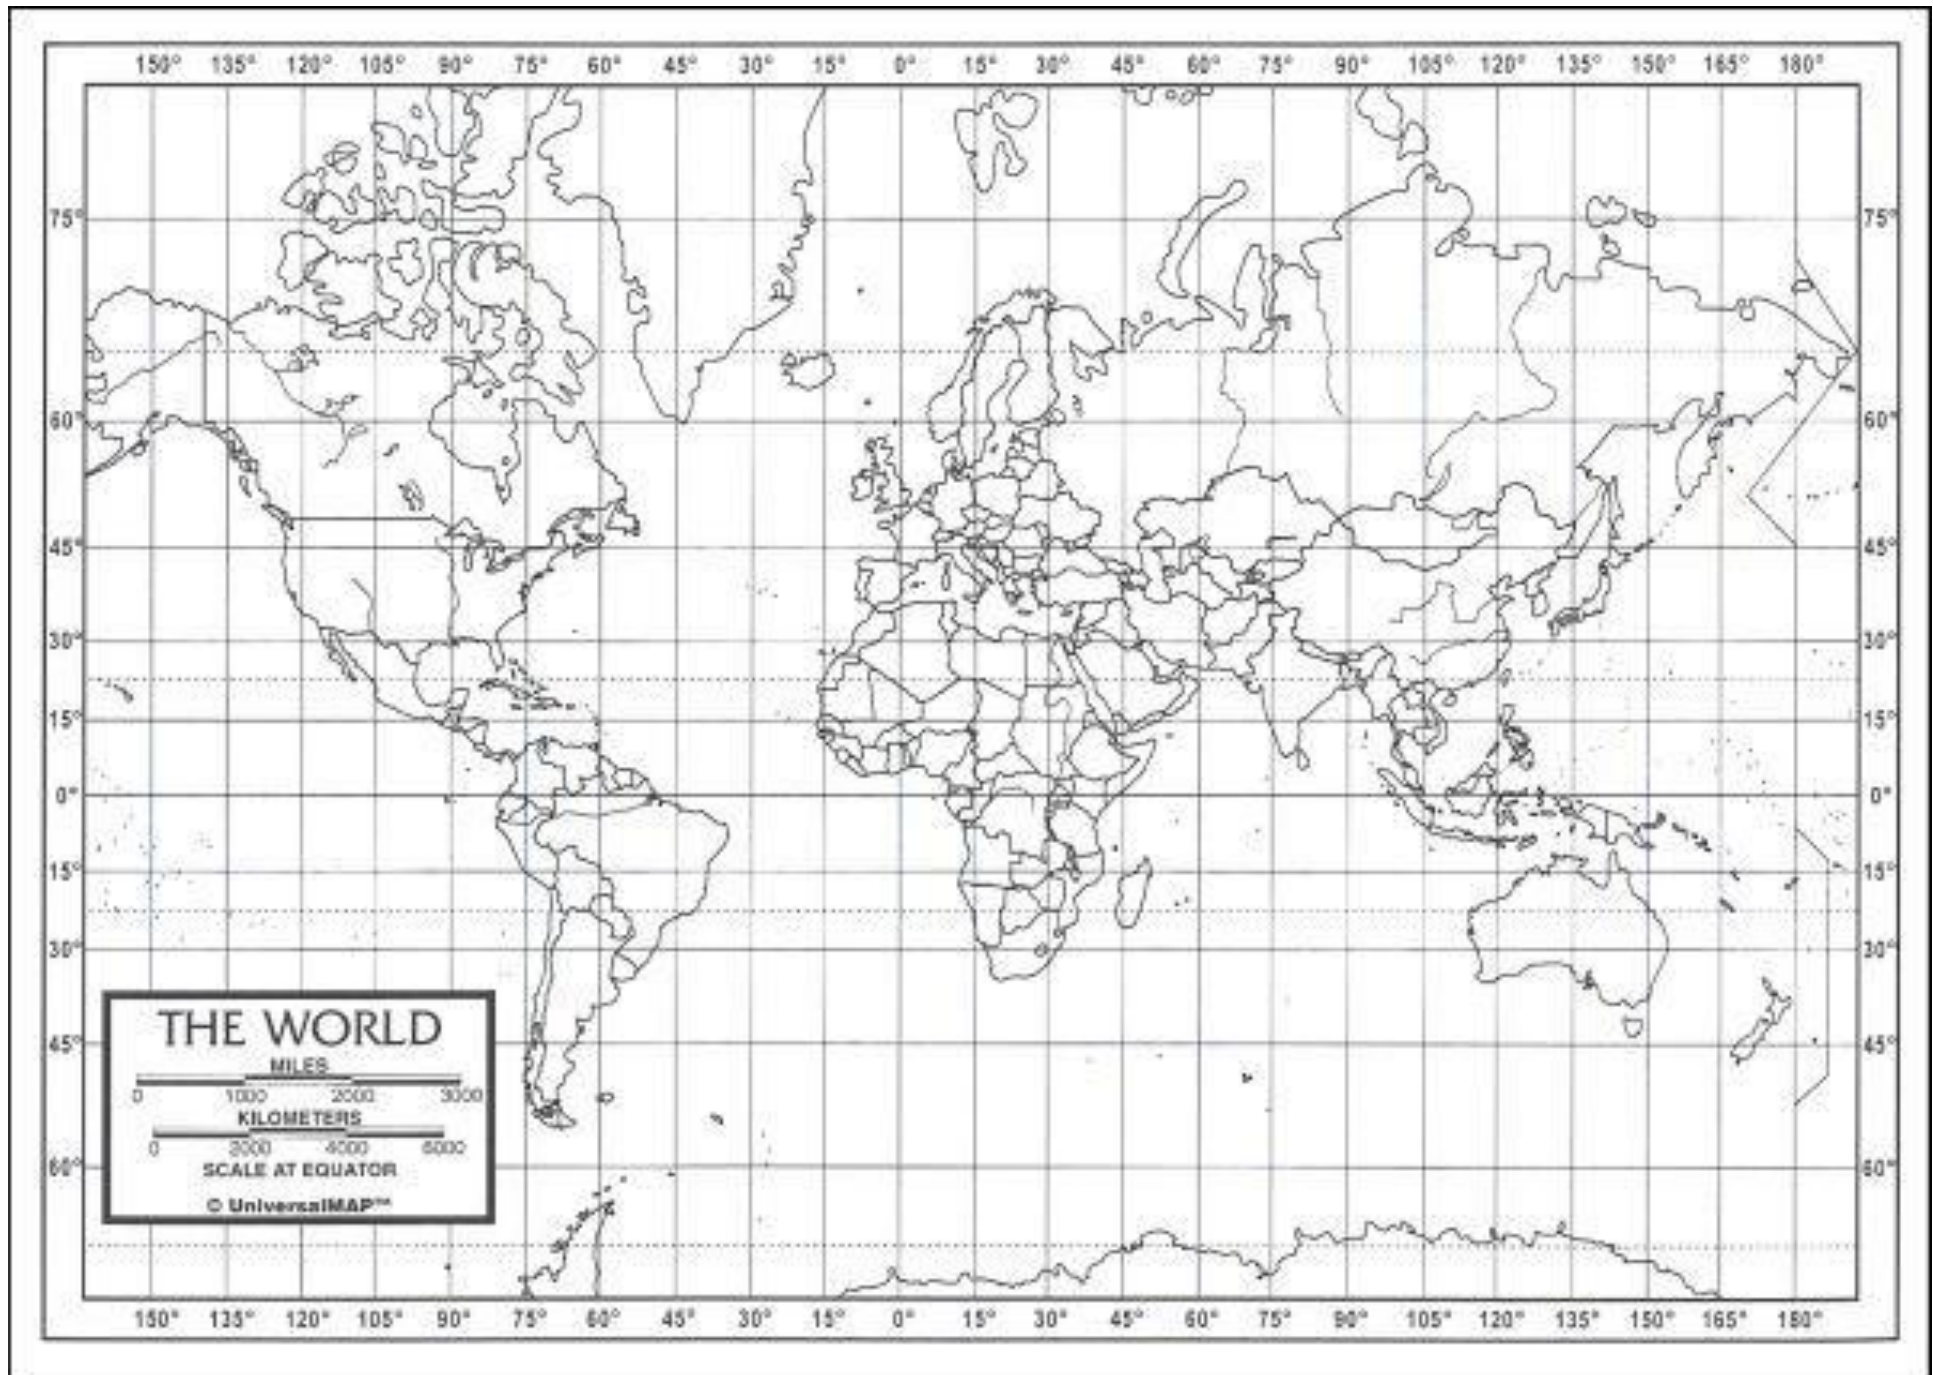 150° 135° 120° 105° 90° 75° 60° 45° 30° 15° 0° 15° 30° 45° 60° 75° 90° 105° 120° 135° 150° 165° 180°
75° 75°
60° 60°
45° 45°
30° 30°
15° 15°
0° 0°
15° 15°
30° 30°
THE WORLD
45° 45°
MILES
0 1000 2000 3000
KILOMETERS
0 2000 4000 6000
60° 60°
SCALE AT EQUATOR
© UniversalMAP™
150° 135° 120° 105° 90° 75° 60° 45° 30° 15° 0° 15° 30° 45° 60° 75° 90° 105° 120° 135° 150° 165° 180°